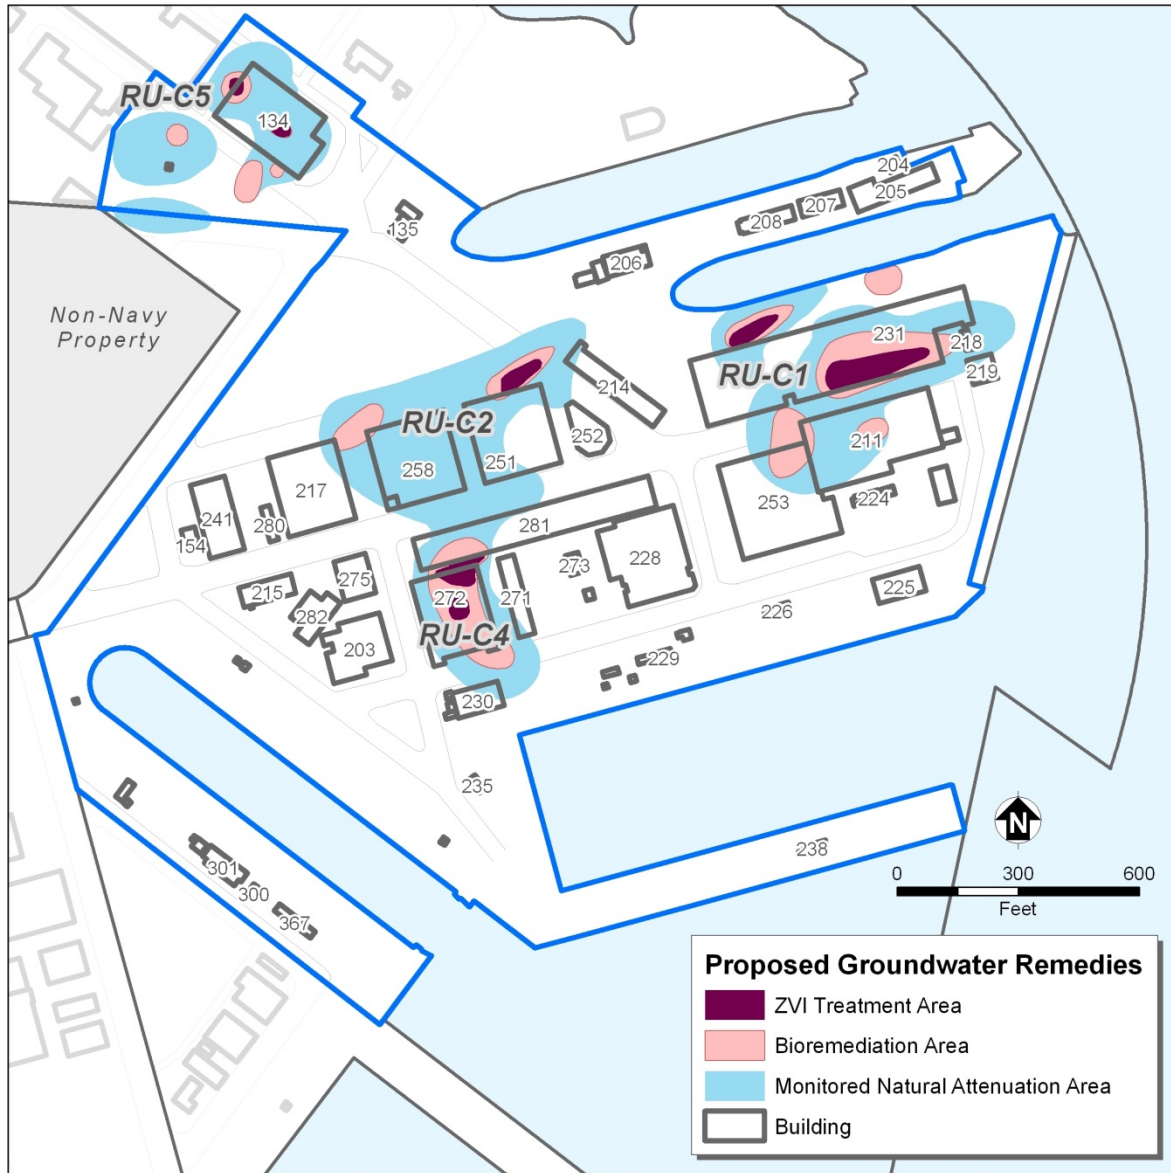 RU-C5
134
204
205
207
208
135
206
Non-Navy
Property
231
218
RU-C1
219
214
RU-C2
252
211
251
258
217
253
224
241
280
281
154
273
228
275
215
272
271
225
226
282
RU-C4
203
229
230
235
N
238
301
0 300 600
300
Feet
367
Proposed Groundwater Remedies
ZVI Treatment Area
Bioremediation Area
Monitored Natural Attenuation Area
Building